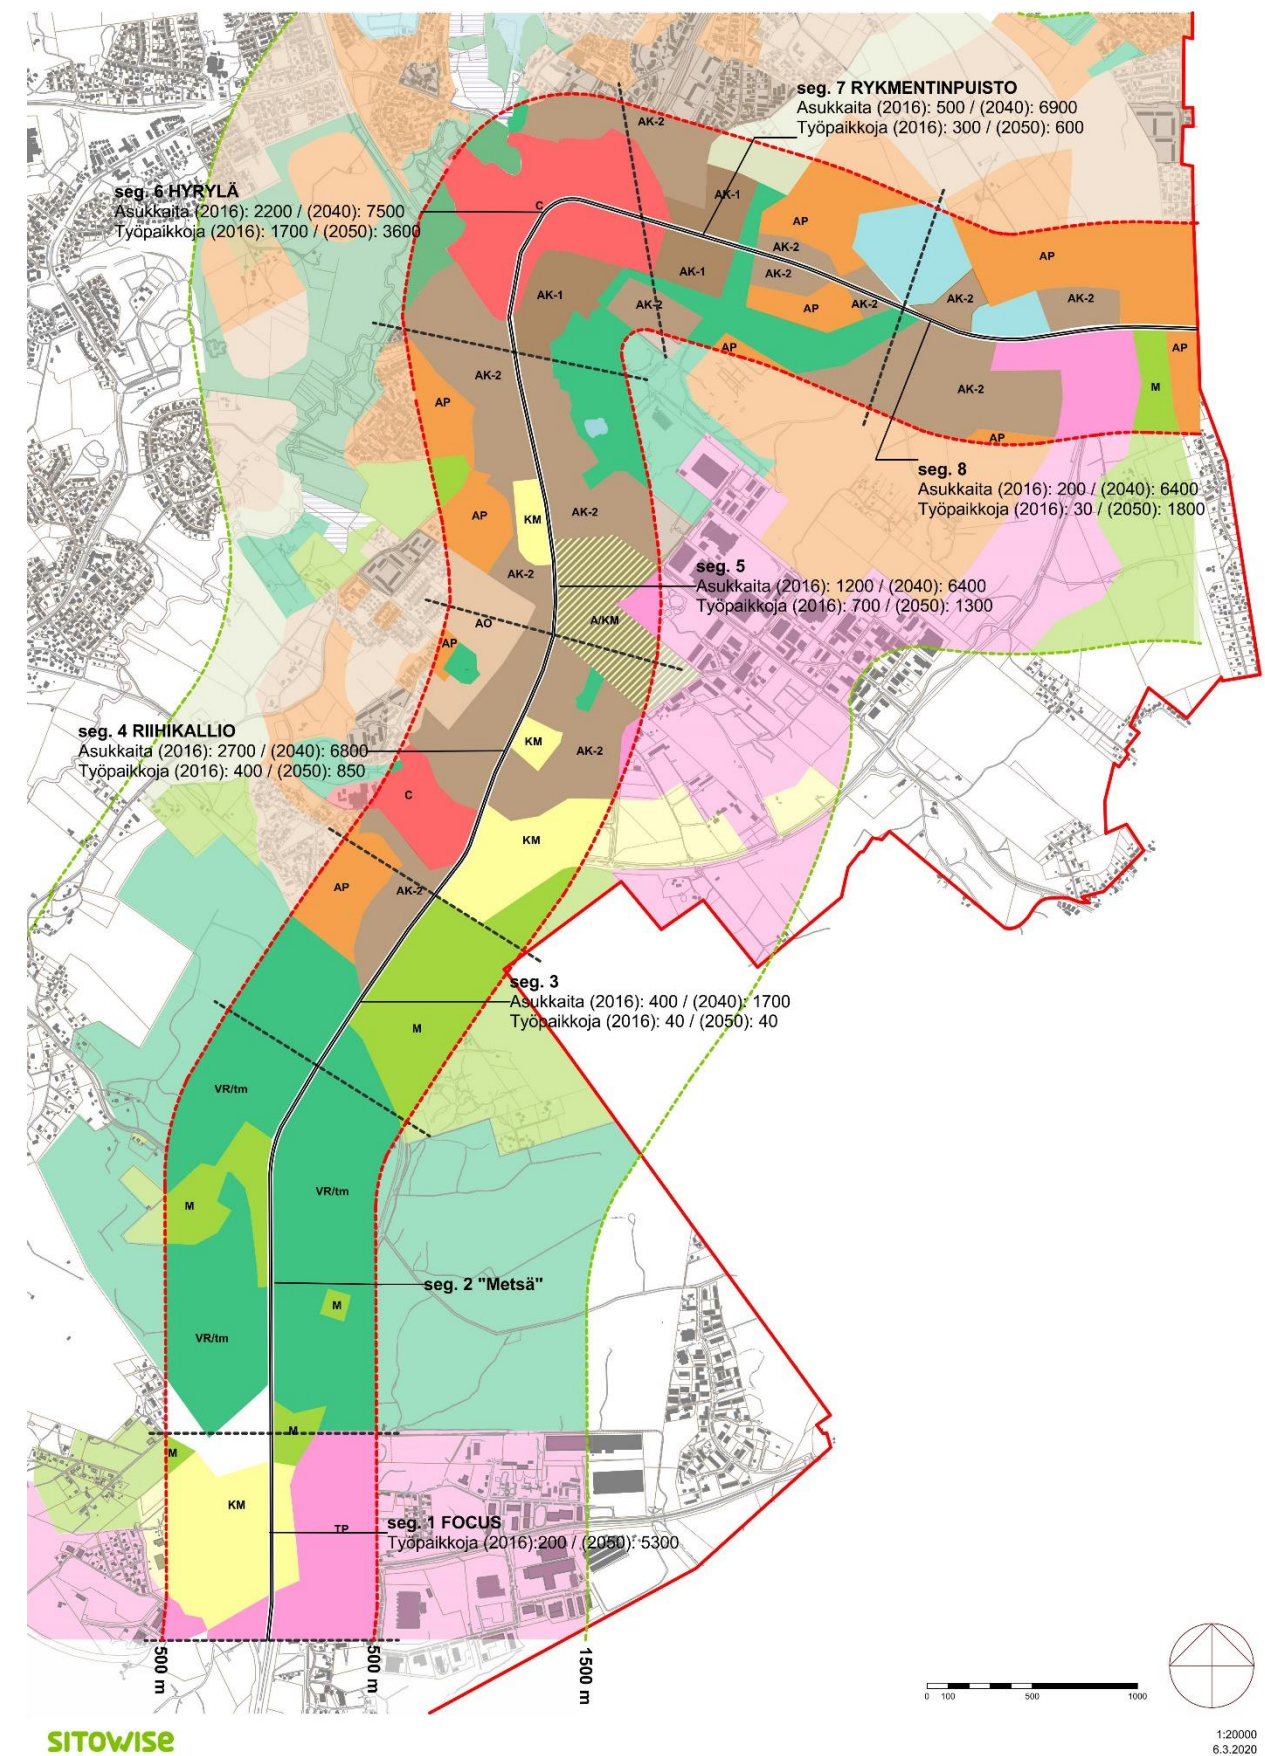 seg. 7 RYKMENTINPUISTO
Asukkaita (2016): 500 / (2040): 6900
Työpaikkoja (2016): 300 / (2050): 600
AK-2
seg. 6 HYRYLÄ
Asukkaita (2016): 2200 / (2040): 7500
Työpaikkoja (2016): 1700 / (2050): 3600
C
AK-1
AP
AK-2
AP
AK-1
AK-2
AK-1
AK-2
AP
AK-2
AK-2
AK-2
AP
AP
AK-2
AP
AK-2
M
AP
seg. 8
Asukkaita (2016): 200 / (2040): 6400
Työpaikkoja (2016): 30 / (2050): 1800
AP
KM
AK-2
AK-2
seg. 5
Asukkaita (2016): 1200 / (2040): 6400
Työpaikkoja (2016): 700 / (2050): 1300
AO
A/KM
AP
seg. 4 RIIHIKALLIO
Asukkaita (2016): 2700 / (2040): 6800
Työpaikkoja (2016): 400 / (2050): 850
KM
AK-2
C
KM
AP
AK-2
seg. 3
Asukkaita (2016): 400 / (2040): 1700
Työpaikkoja (2016): 40 / (2050): 40
M
VR/tm
VR/tm
M
seg. 2 "Metsä"
M
VR/tm
M
M
KM
TP
seg. 1 FOCUS
Työpaikkoja (2016):200 / (2050): 5300
500 m
500 m
1500 m
0 100 500 1000
SITOWISE
1:20000
6.3.2020